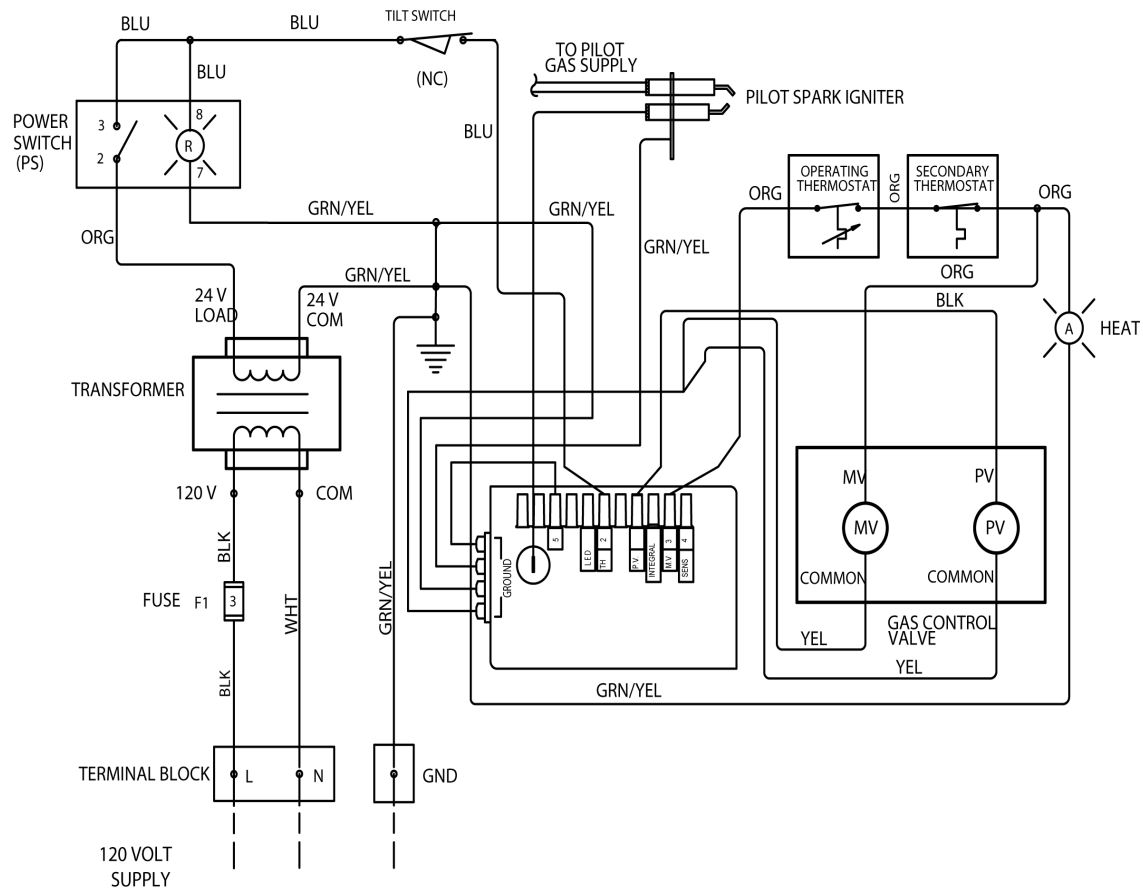 BLU
BLU
TILT SWITCH
(NC)
BLU
BLU
TO PILOT
GAS SUPPLY
PILOT SPARK IGNITER
POWER
SWITCH
(PS)
3
2
8
R
7
GRN/YEL
GRN/YEL
GRN/YEL
ORG
GRN/YEL
24 V
LOAD
24 V
COM
TRANSFORMER
120 V
COM
BLK
FUSE F1
3
WHT
GRN/YEL
BLK
TERMINAL BLOCK
L
N
GND
120 VOLT
SUPPLY
ORG
OPERATING
THERMOSTAT
ORG
SECONDARY
THERMOSTAT
ORG
ORG
BLK
A
HEAT
MV
PV
MV
PV
COMMON
COMMON
GAS CONTROL
VALVE
YEL
YEL
GRN/YEL
GROUND
5
LED
TH
2
P.V.
INTEGRAL
M.V
3
SENS
4